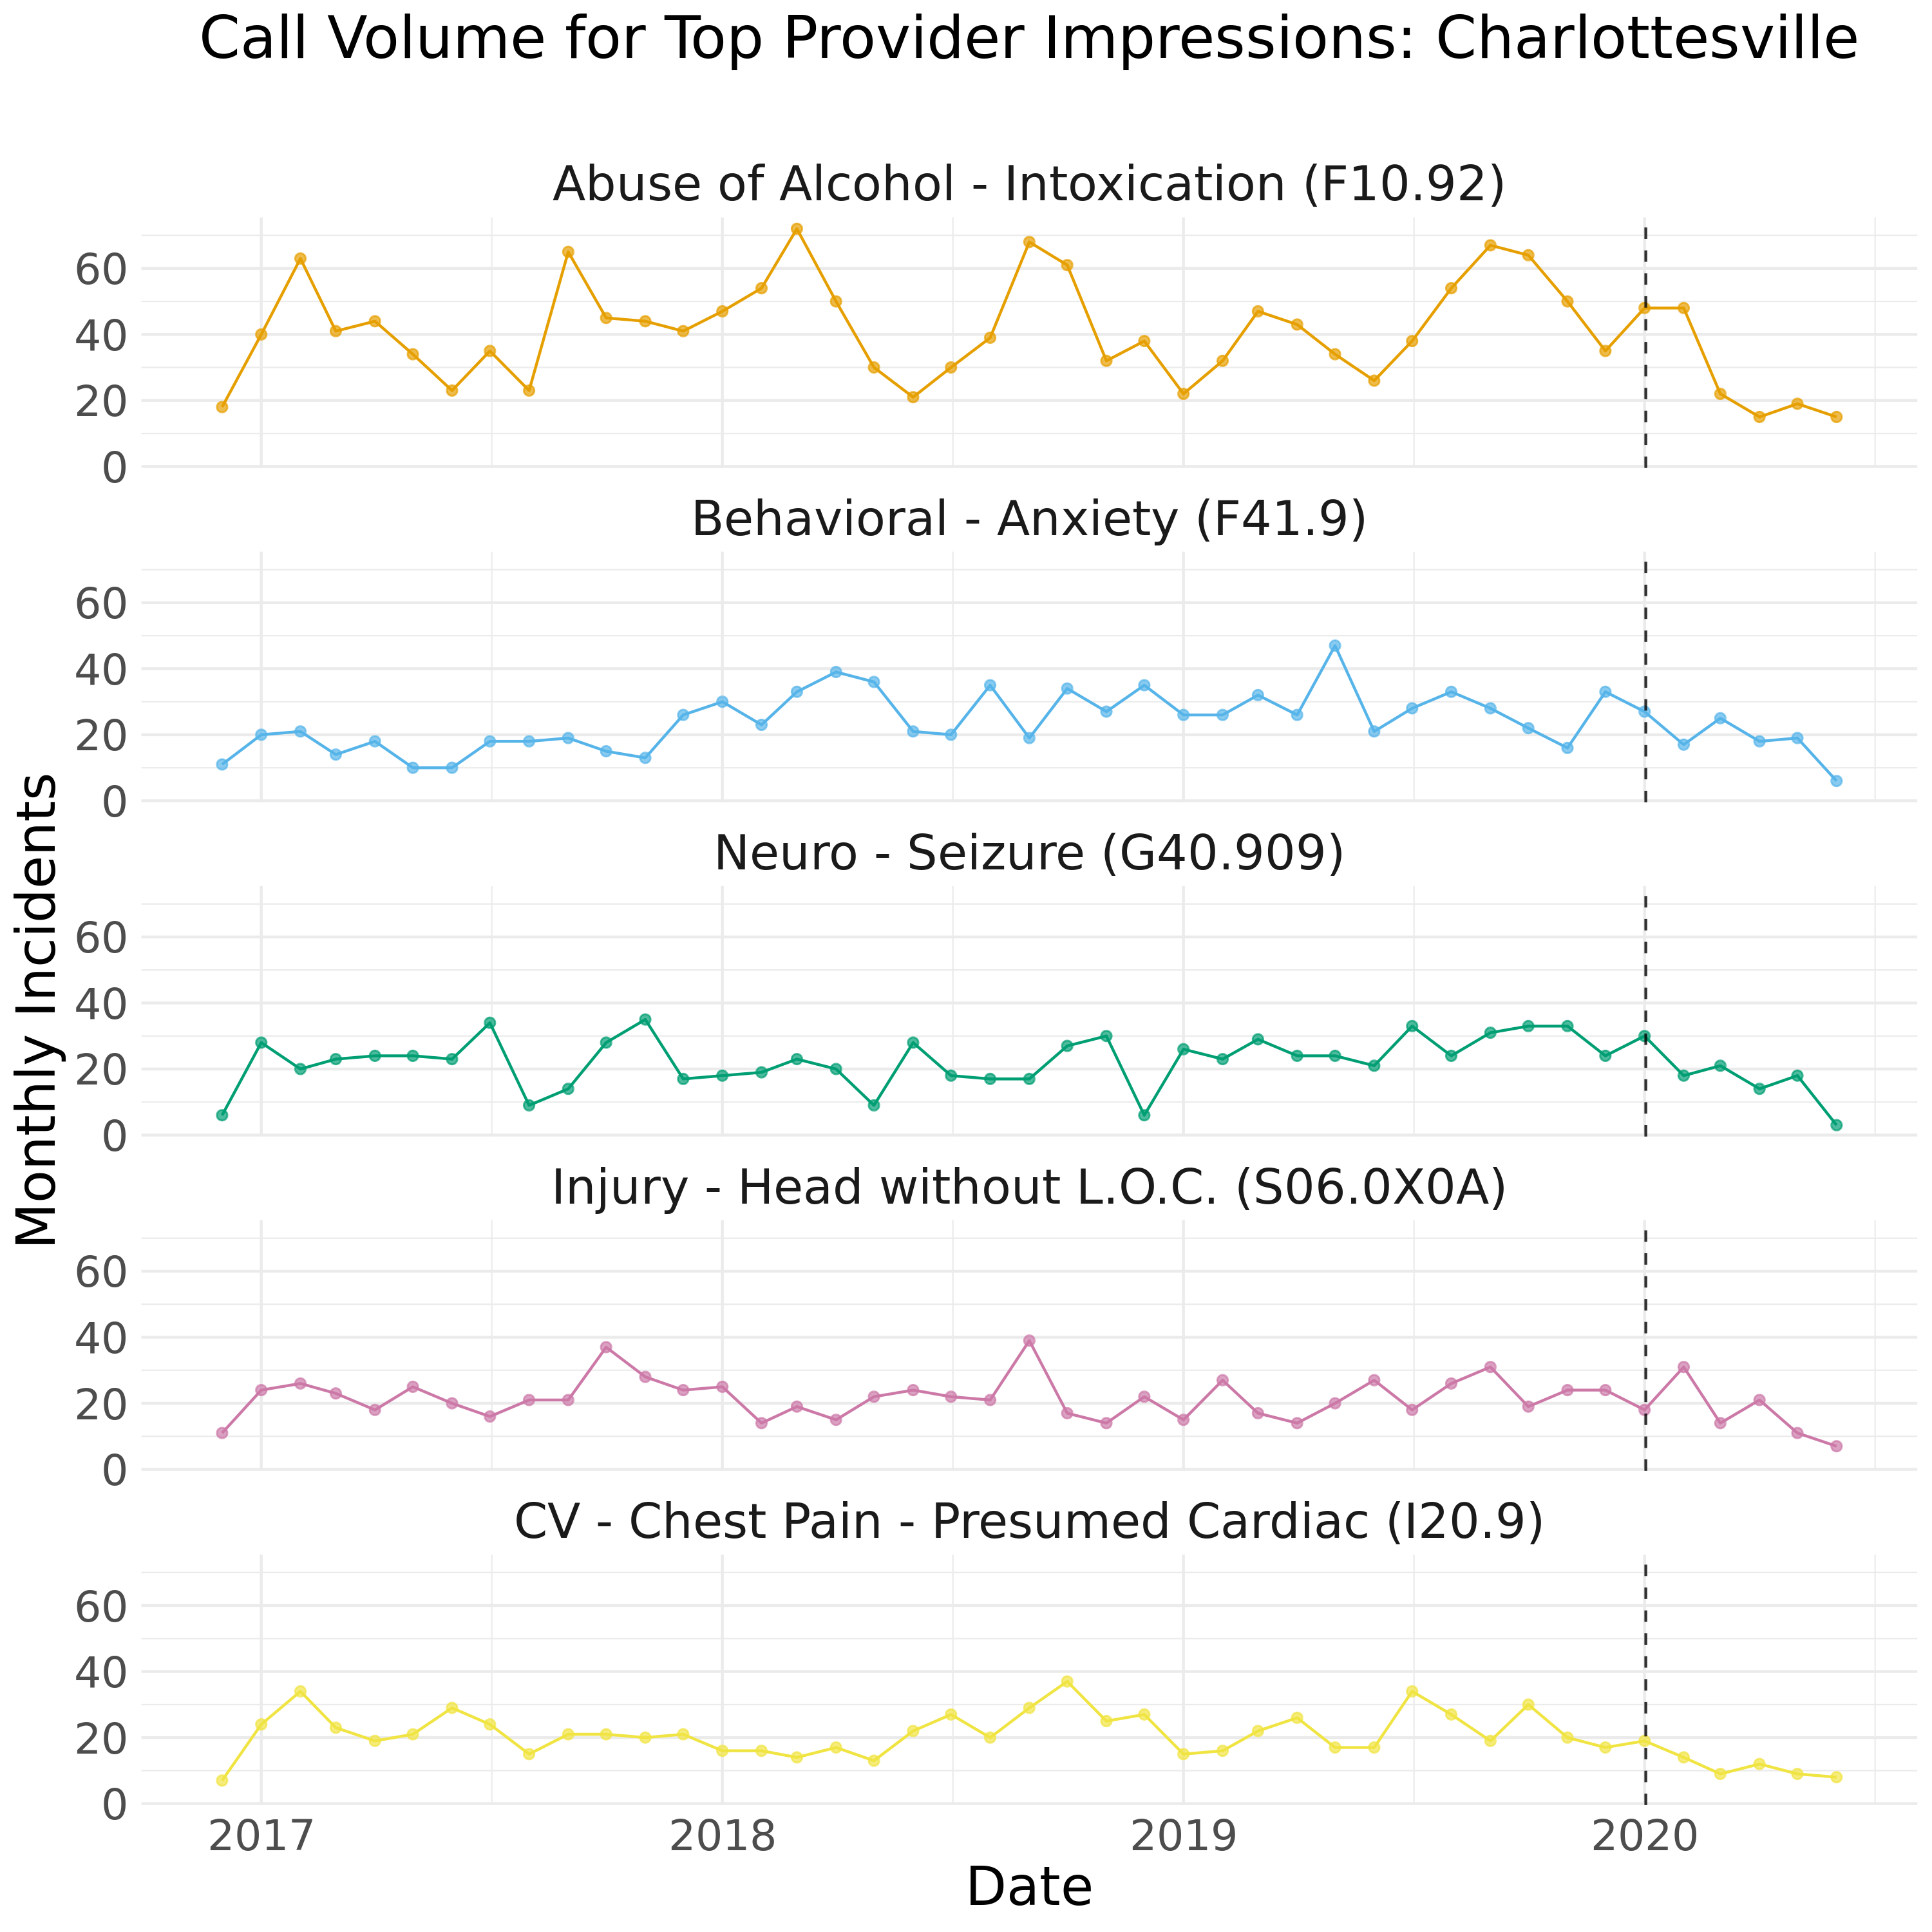 Call Volume for Top Provider Impressions: Charlottesville
Abuse of Alcohol - Intoxication (F10.92)
60
40
20
0
Behavioral - Anxiety (F41.9)
60
40
20
0
Neuro - Seizure (G40.909)
60
40
20
0
Injury - Head without L.O.C. (S06.0X0A)
60
40
20
0
CV - Chest Pain - Presumed Cardiac (I20.9)
60
40
20
0
Monthly Incidents
2017 2018 2019 2020
Date